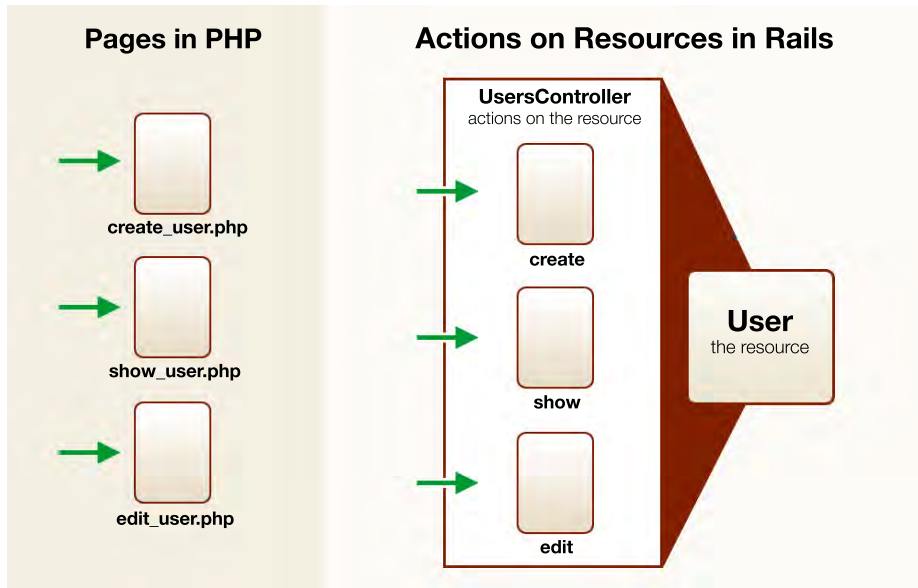 Pages in PHP
create_user.php
show_user.php
edit_user.php
Actions on Resources in Rails
UsersController
actions on the resource
create
show
edit
User
the resource